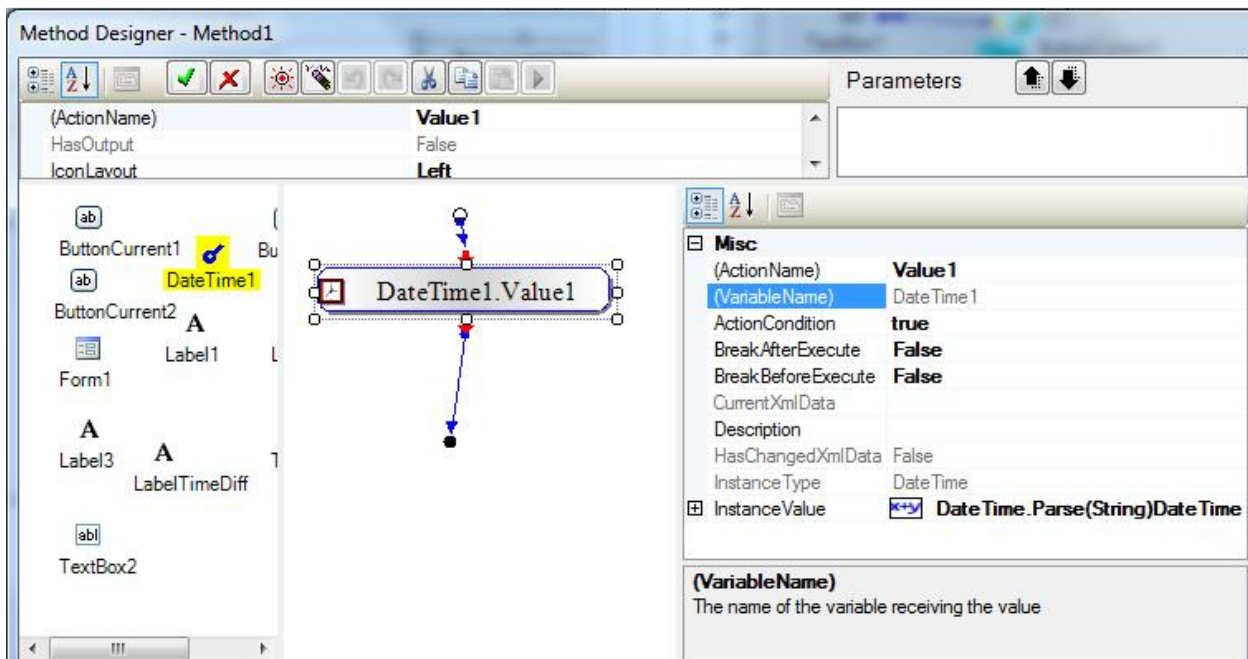 Method Designer - Method1
Parameters
(ActionName) Value1
HasOutput False
IconLayout Left
ButtonCurrent1
Bu
DateTime1
ButtonCurrent2
Label1
L
Form1
Label3
LabelTimeDiff
T
TextBox2
DateTime1.Value1
Misc
(ActionName) Value1
(VariableName) DateTime1
ActionCondition true
BreakAfterExecute False
BreakBeforeExecute False
CurrentXmlData
Description
HasChangedXmlData False
InstanceType DateTime
InstanceValue x+y DateTime.Parse(String)DateTime
(VariableName)
The name of the variable receiving the value